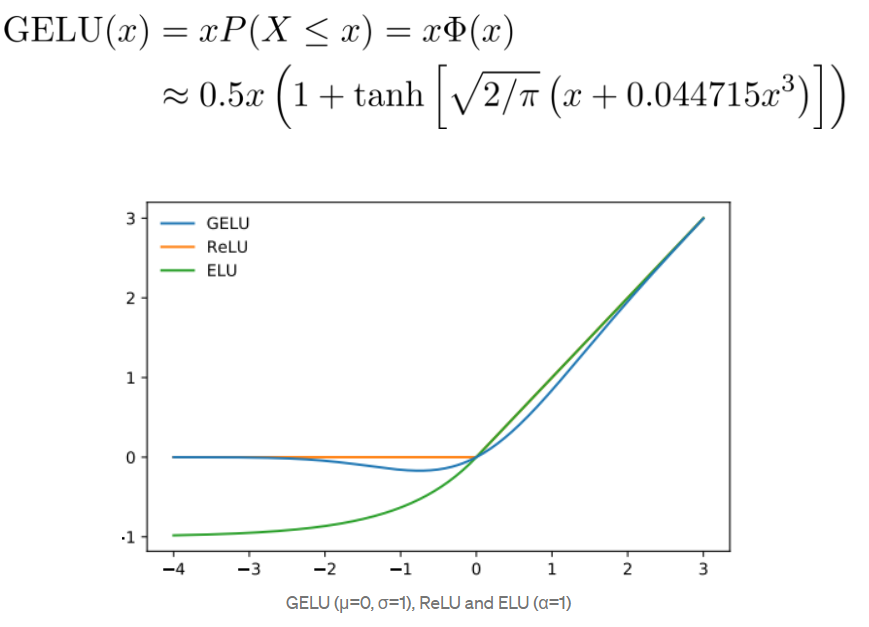 GELU(x) = xP(X ≤ x) = xΦ(x)
≈ 0.5x (1 + tanh [√2/π (x + 0.044715x³)])
GELU
ReLU
ELU
3
2
1
0
-1
−4 −3 −2 −1 0 1 2 3
GELU (μ=0, σ=1), ReLU and ELU (α=1)